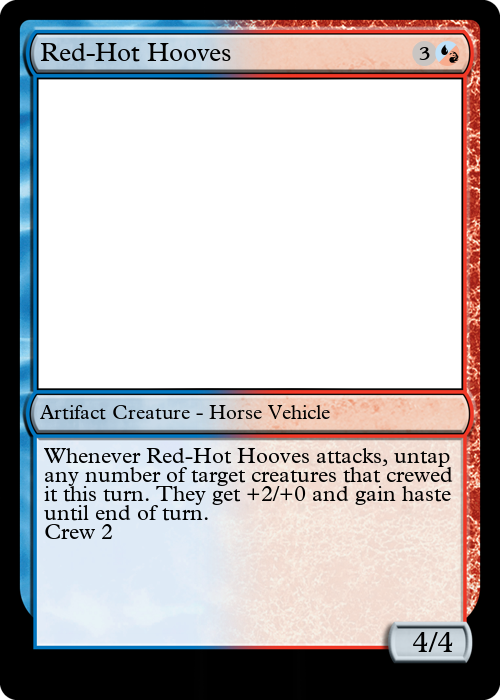 Red-Hot Hooves 3
Artifact Creature - Horse Vehicle
Whenever Red-Hot Hooves attacks, untap
any number of target creatures that crewed
it this turn. They get +2/+0 and gain haste
until end of turn.
Crew 2
4/4